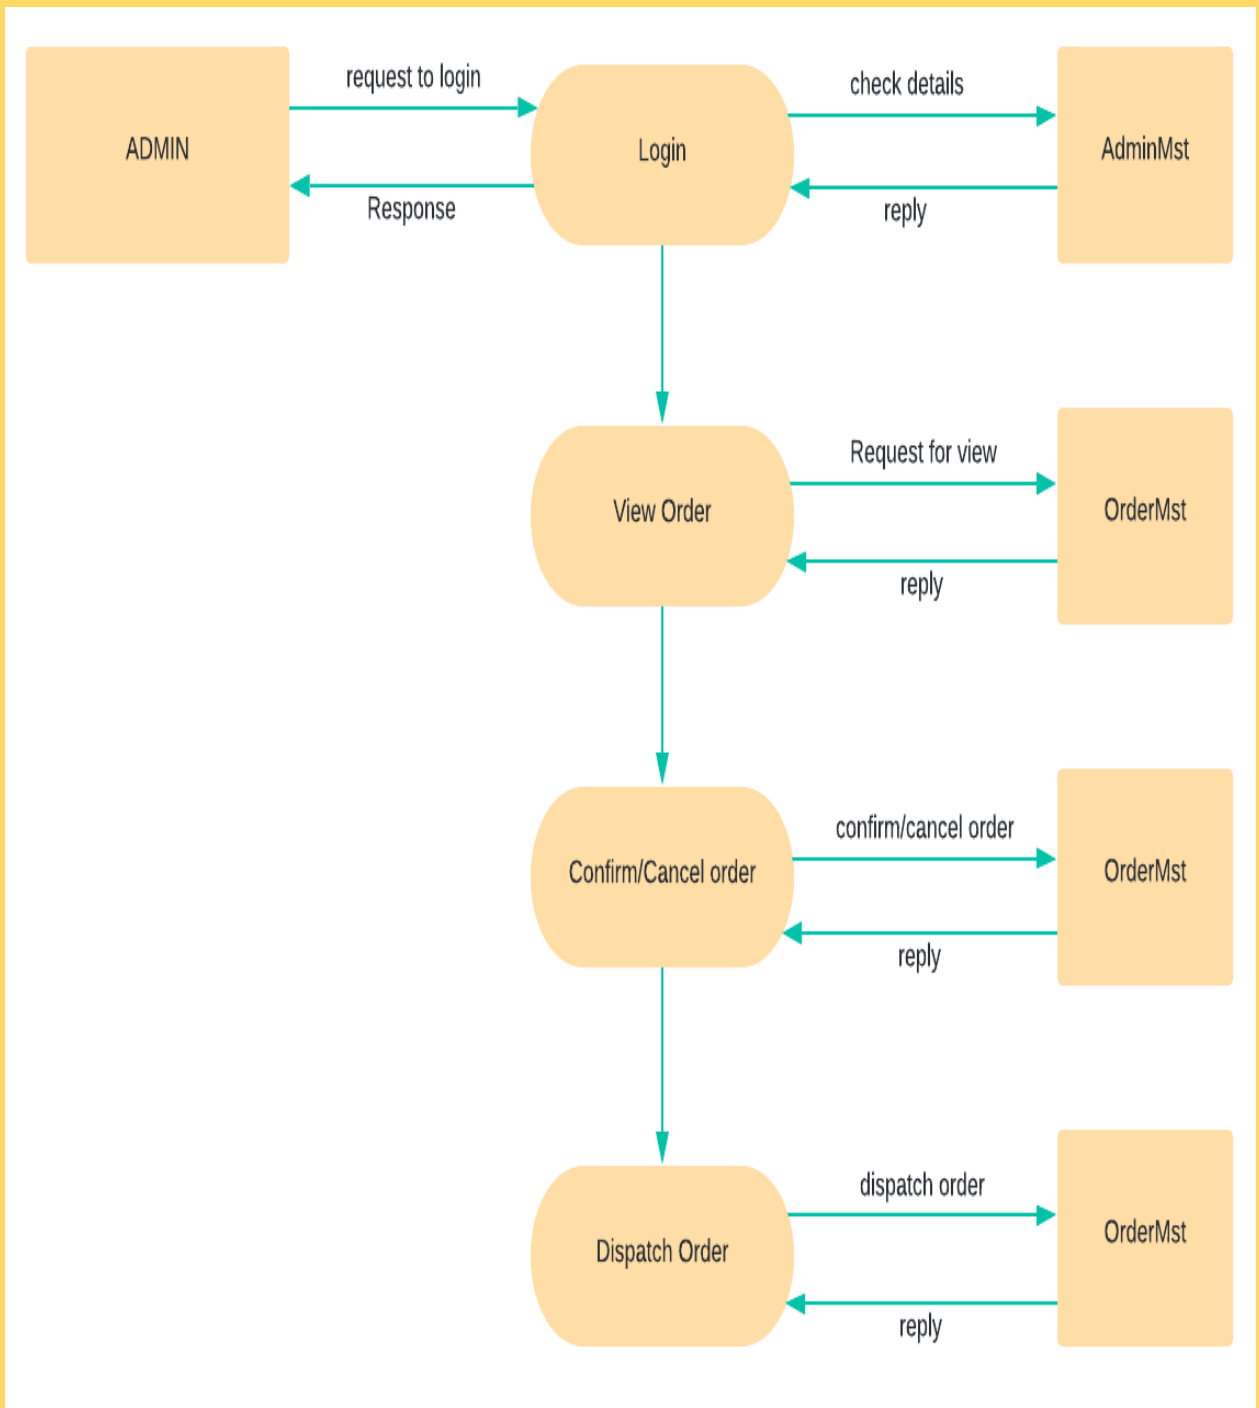 request to login
check details
ADMIN
Login
AdminMst
Response
reply
Request for view
View Order
OrderMst
reply
confirm/cancel order
Confirm/Cancel order
OrderMst
reply
dispatch order
Dispatch Order
OrderMst
reply